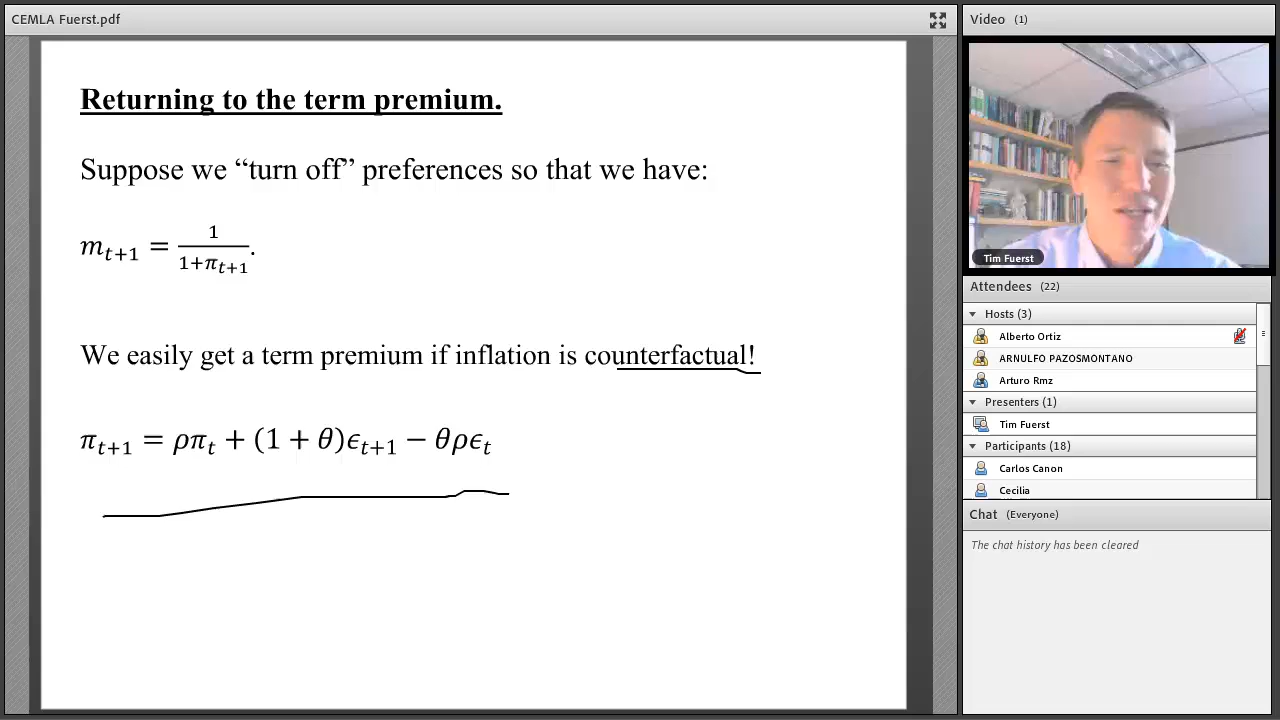 CEMLA Fuerst.pdf
Returning to the term premium.
Suppose we “turn off” preferences so that we have:
m_{t+1} = \frac{1}{1+π_{t+1}}.
We easily get a term premium if inflation is counterfactual!
π_{t+1} = ρπ_t + (1 + θ)ϵ_{t+1} − θρϵ_t
Video (1)
Tim Fuerst
Attendees (22)
Hosts (3)
Alberto Ortiz
ARNULFO PAZOSMONTANO
Arturo Rmz
Presenters (1)
Tim Fuerst
Participants (18)
Carlos Canon
Cecilia
Chat (Everyone)
The chat history has been cleared